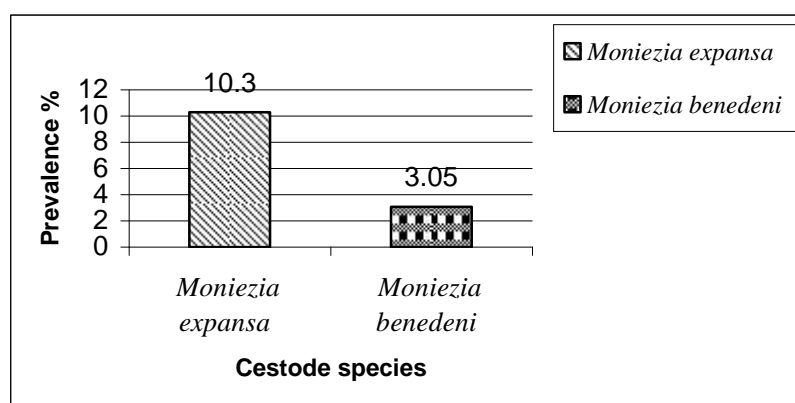 Moniezia expansa
Moniezia benedeni
Prevalence %
12
10
8
6
4
2
0
10.3
3.05
Moniezia
expansa
Moniezia
benedeni
Cestode species